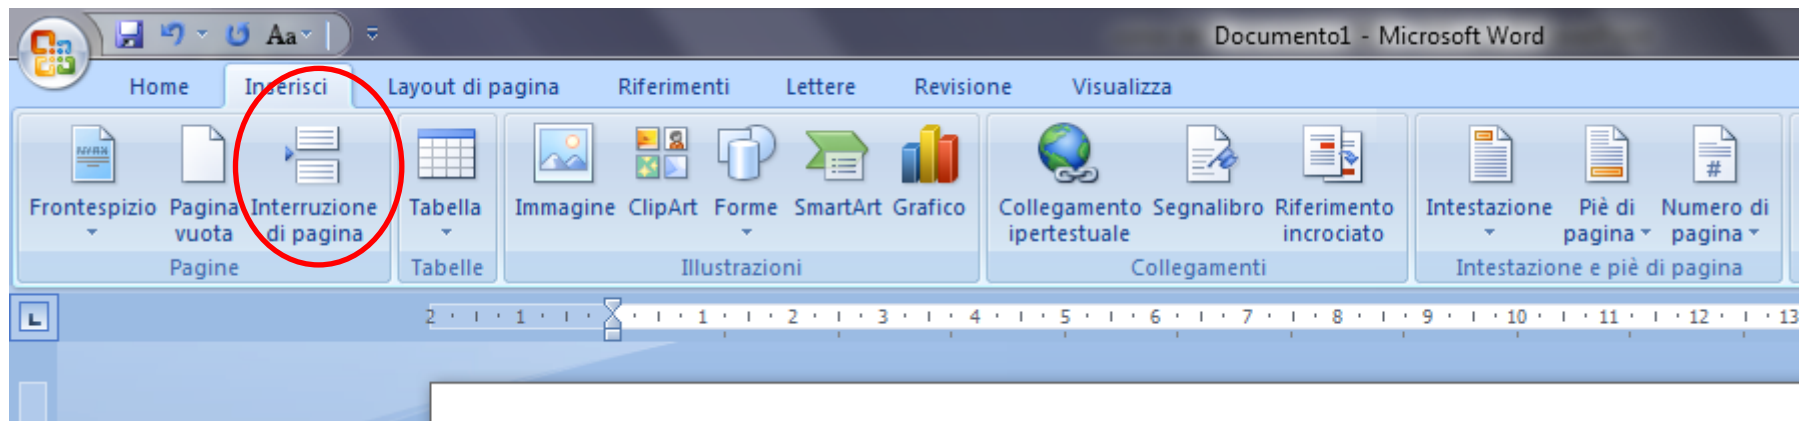 Aa
Documento1 - Microsoft Word
Home Inserisci Layout di pagina Riferimenti Lettere Revisione Visualizza
Frontespizio Pagina vuota Interruzione di pagina Tabella Immagine ClipArt Forme SmartArt Grafico Collegamento ipertestuale Segnalibro Riferimento incrociato Intestazione Piè di pagina Numero di pagina
Pagine Tabelle Illustrazioni Collegamenti Intestazione e piè di pagina
L 2 1 1 2 3 4 5 6 7 8 9 10 11 12 13